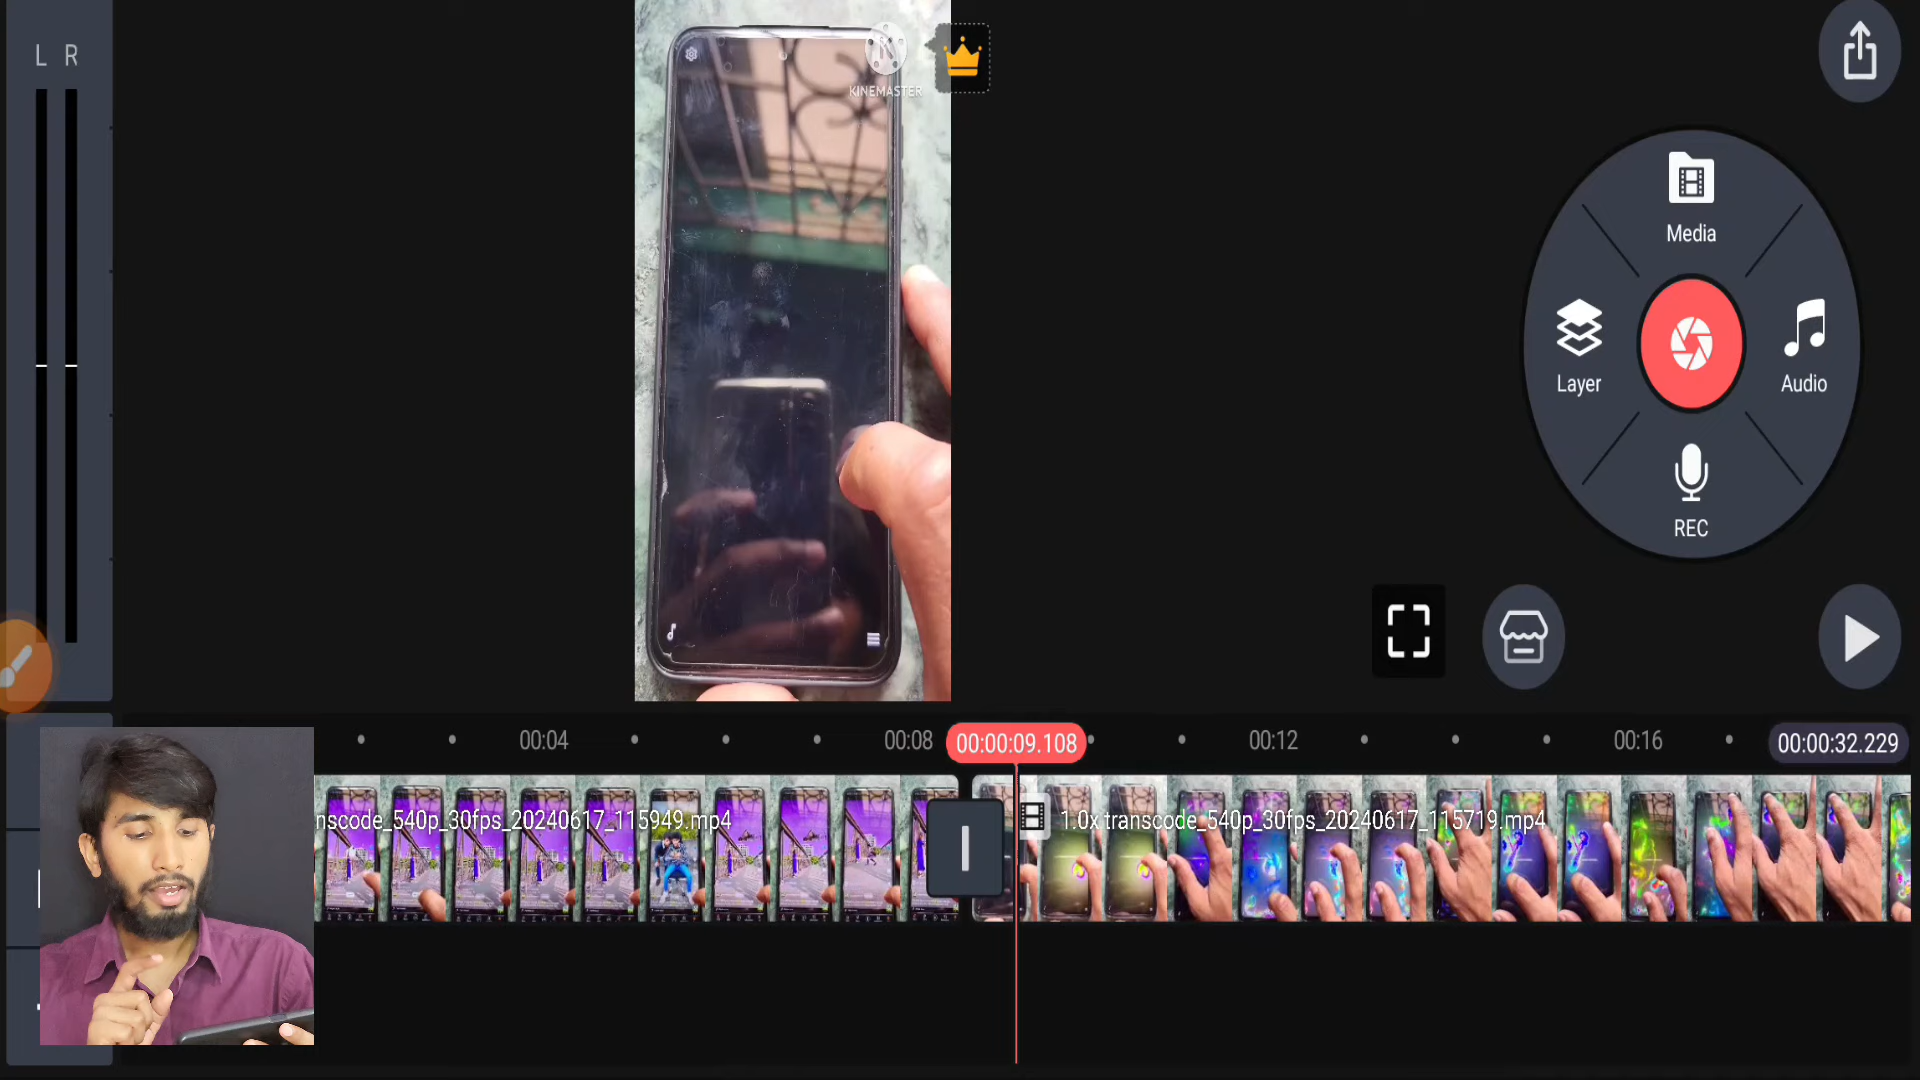 L R
KINEMASTER
Media
Layer
Audio
REC
00:04
00:08
00:00:09.108
00:12
00:16
00:00:32.229
nscode_540p_30fps_20240617_115949.mp4
1.0x transcode_540p_30fps_20240617_115719.mp4